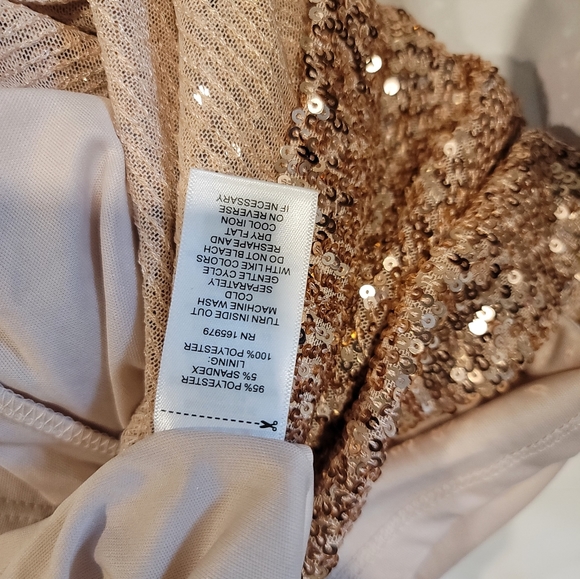 95% POLYESTER
5% SPANDEX
LINING:
100% POLYESTER
RN 165979
TURN INSIDE OUT
MACHINE WASH
COLD
SEPARATELY
GENTLE CYCLE
WITH LIKE COLORS
DO NOT BLEACH
RESHAPE AND
DRY FLAT
COOL IRON
ON REVERSE
IF NECESSARY